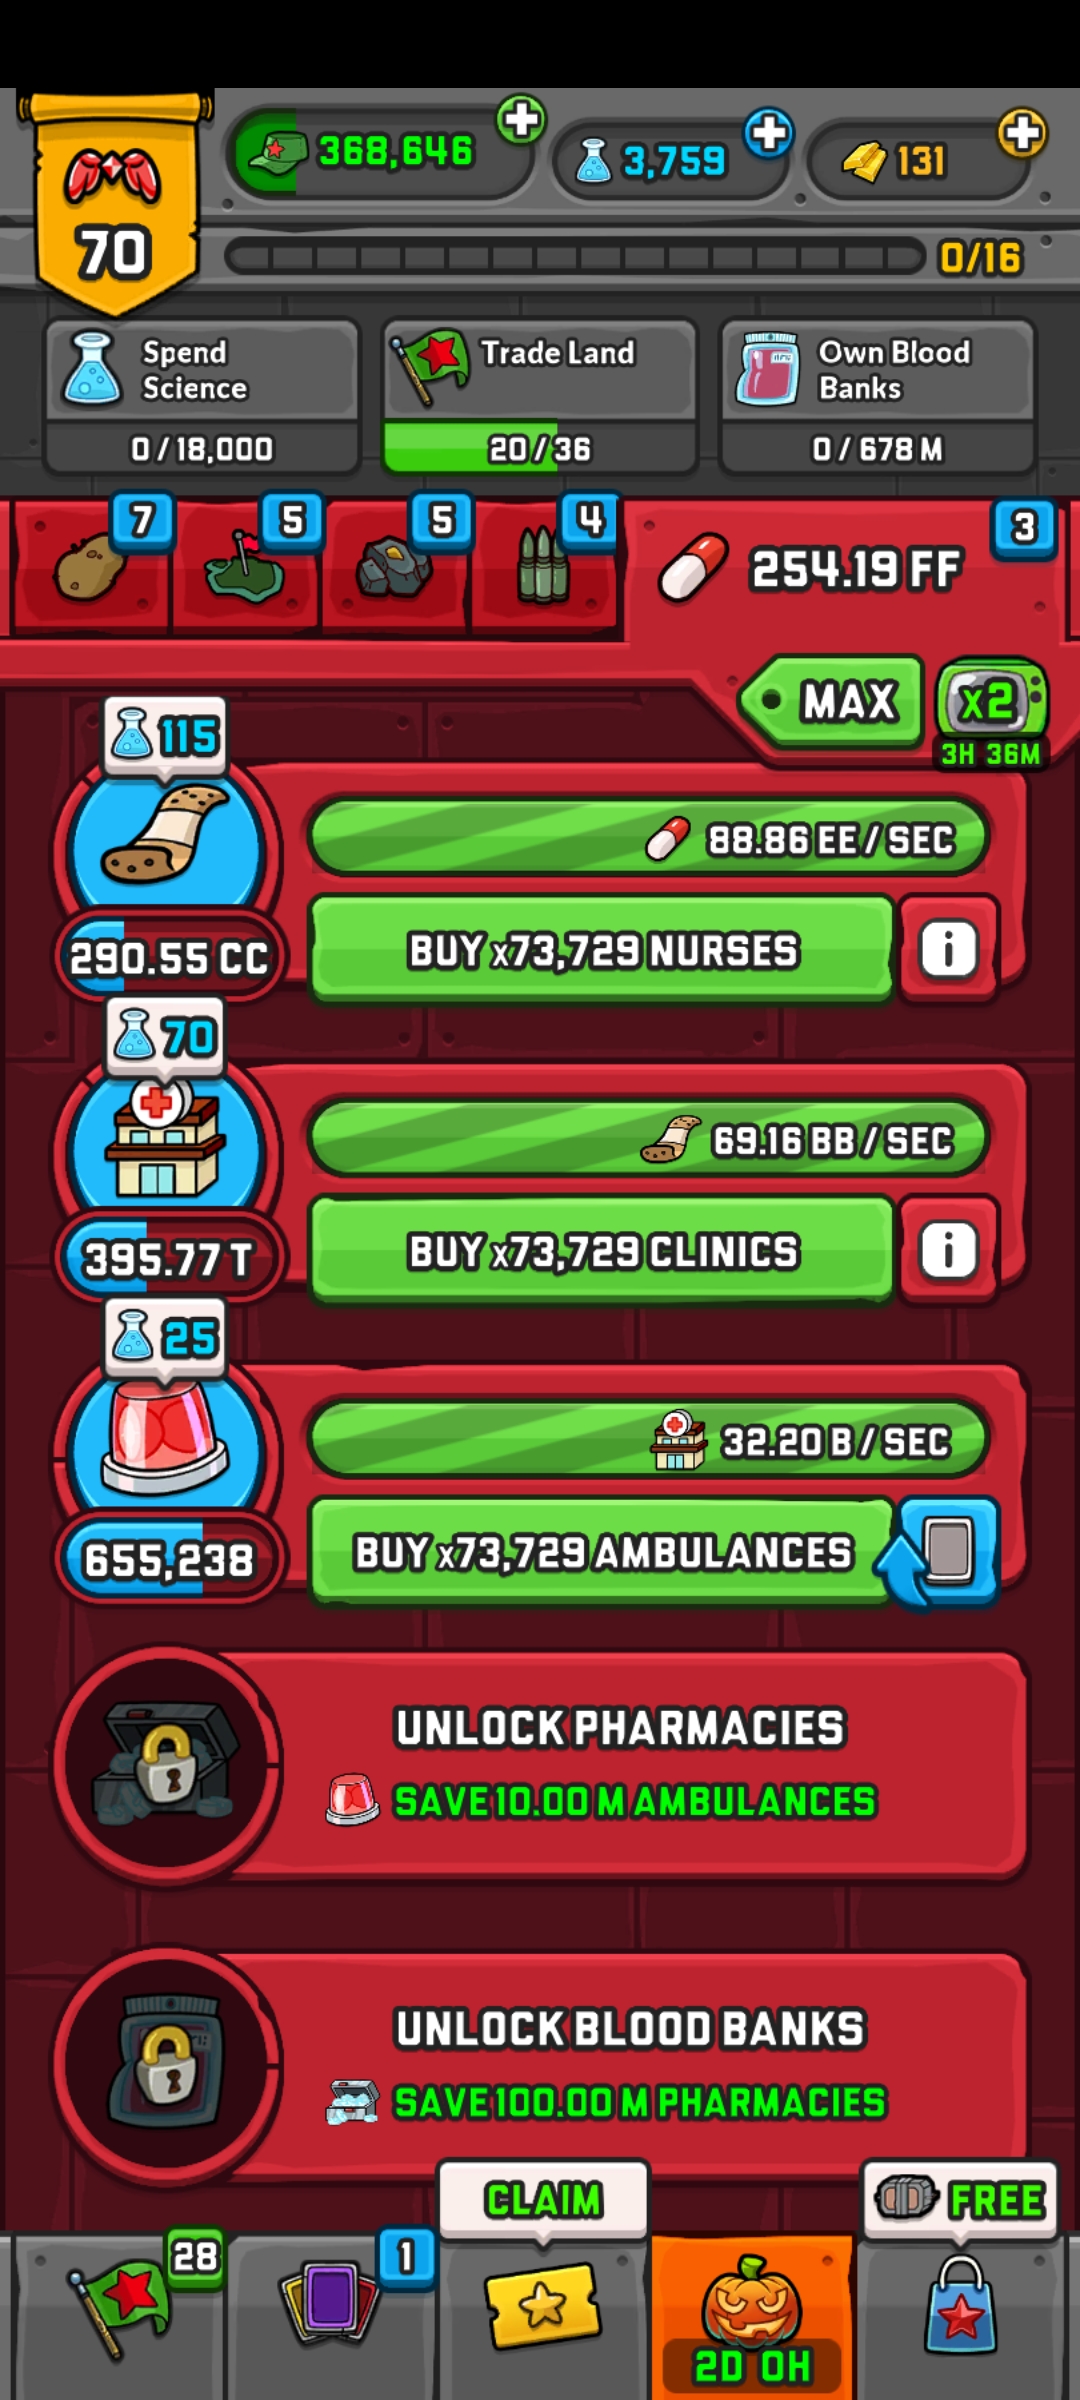 368,646
3,759
131
70
0/16
Spend
Science
0 / 18,000
Trade Land
20 / 36
Own Blood
Banks
0 / 678 M
7
5
5
4
254.19 FF
3
MAX
x2
3H 36M
115
88.86 EE / SEC
290.55 CC
BUY x73,729 NURSES
i
70
69.16 BB / SEC
395.77 T
BUY x73,729 CLINICS
i
25
32.20 B / SEC
655,238
BUY x73,729 AMBULANCES
UNLOCK PHARMACIES
SAVE 10.00 M AMBULANCES
UNLOCK BLOOD BANKS
SAVE 100.00 M PHARMACIES
CLAIM
FREE
28
1
2D 0H